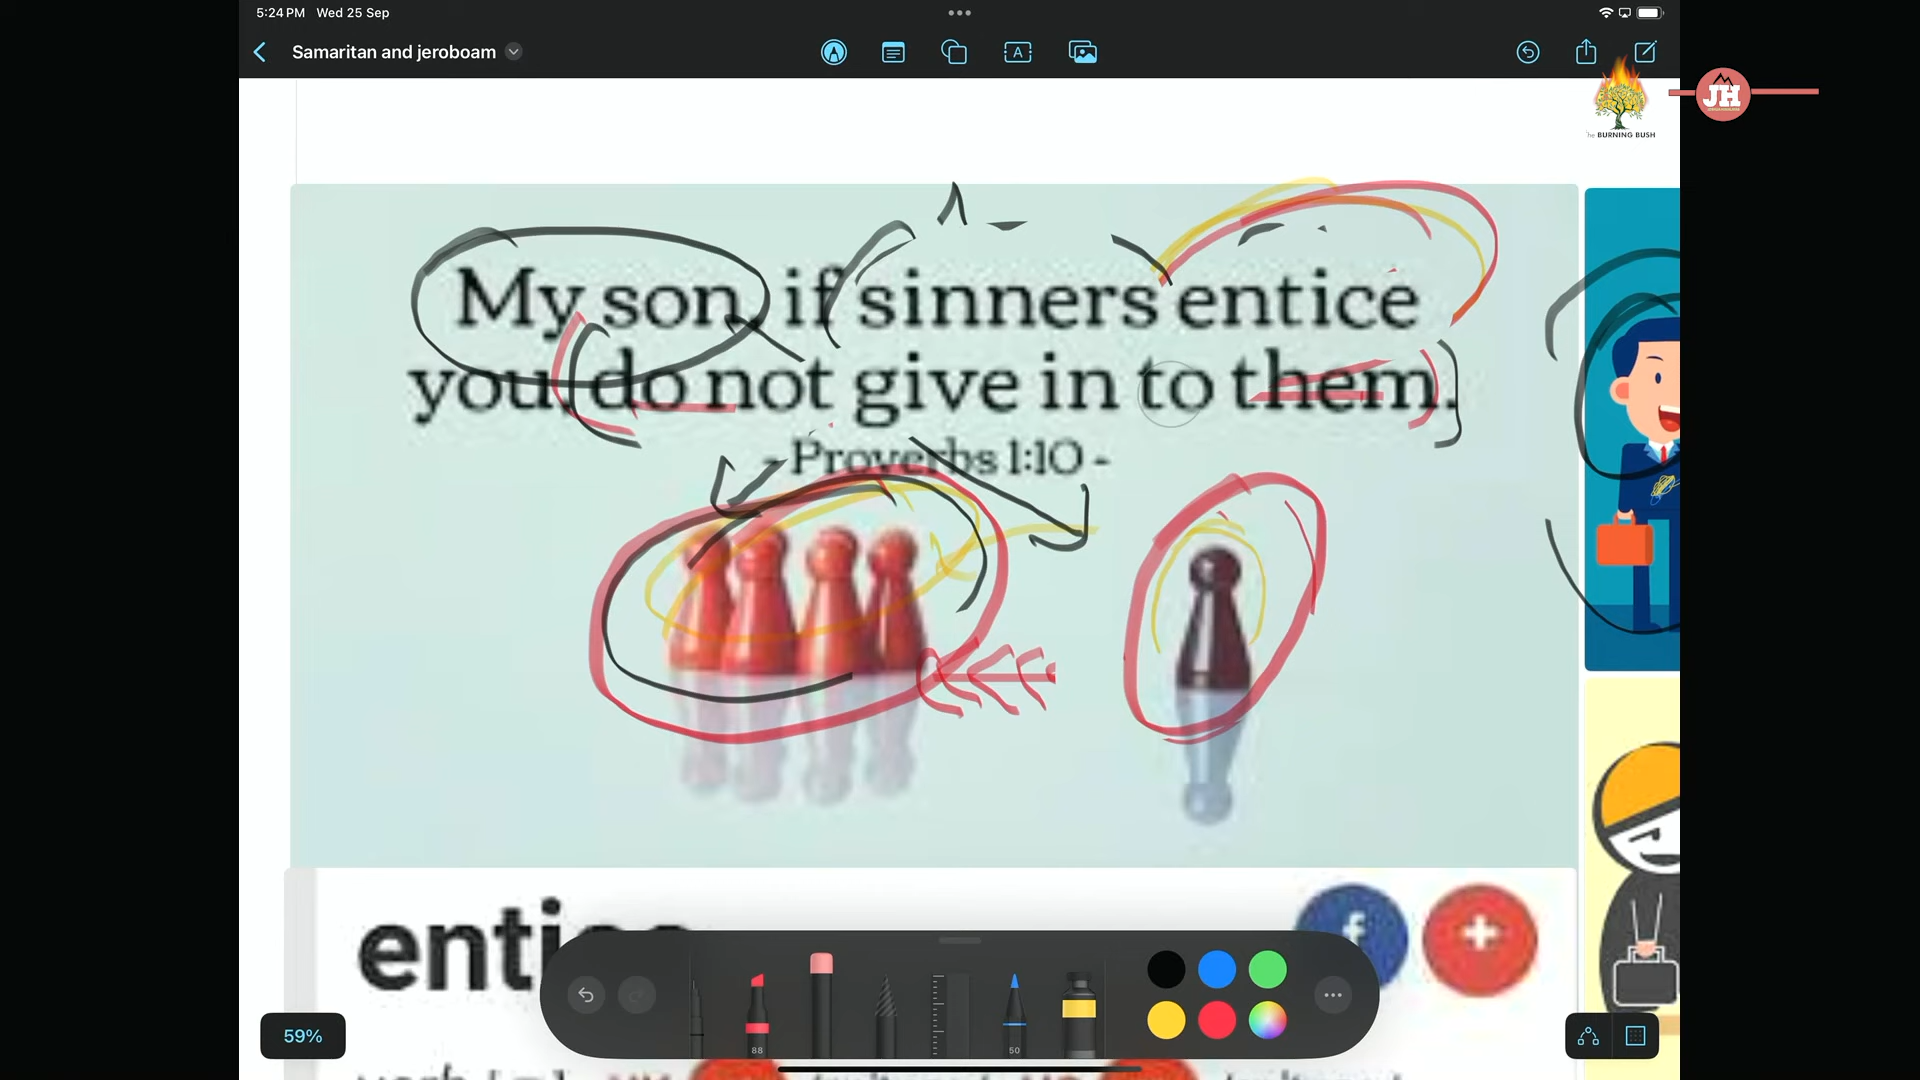 5:24 PM Wed 25 Sep
Samaritan and jeroboam
A
JH
The BURNING BUSH
My son, if sinners entice
you, do not give in to them.
- Proverbs 1:10 -
f
88
50
59%